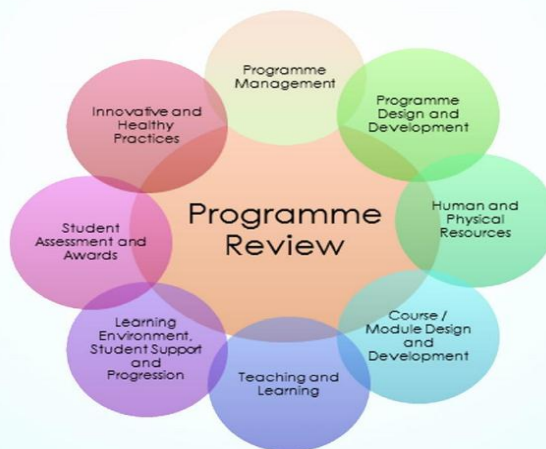 Programme
Management
Programme
Design and
Development
Human and
Physical
Resources
Course /
Module Design
and
Development
Teaching and
Learning
Learning
Environment,
Student Support
and
Progression
Student
Assessment and
Awards
Innovative and
Healthy
Practices
Programme
Review